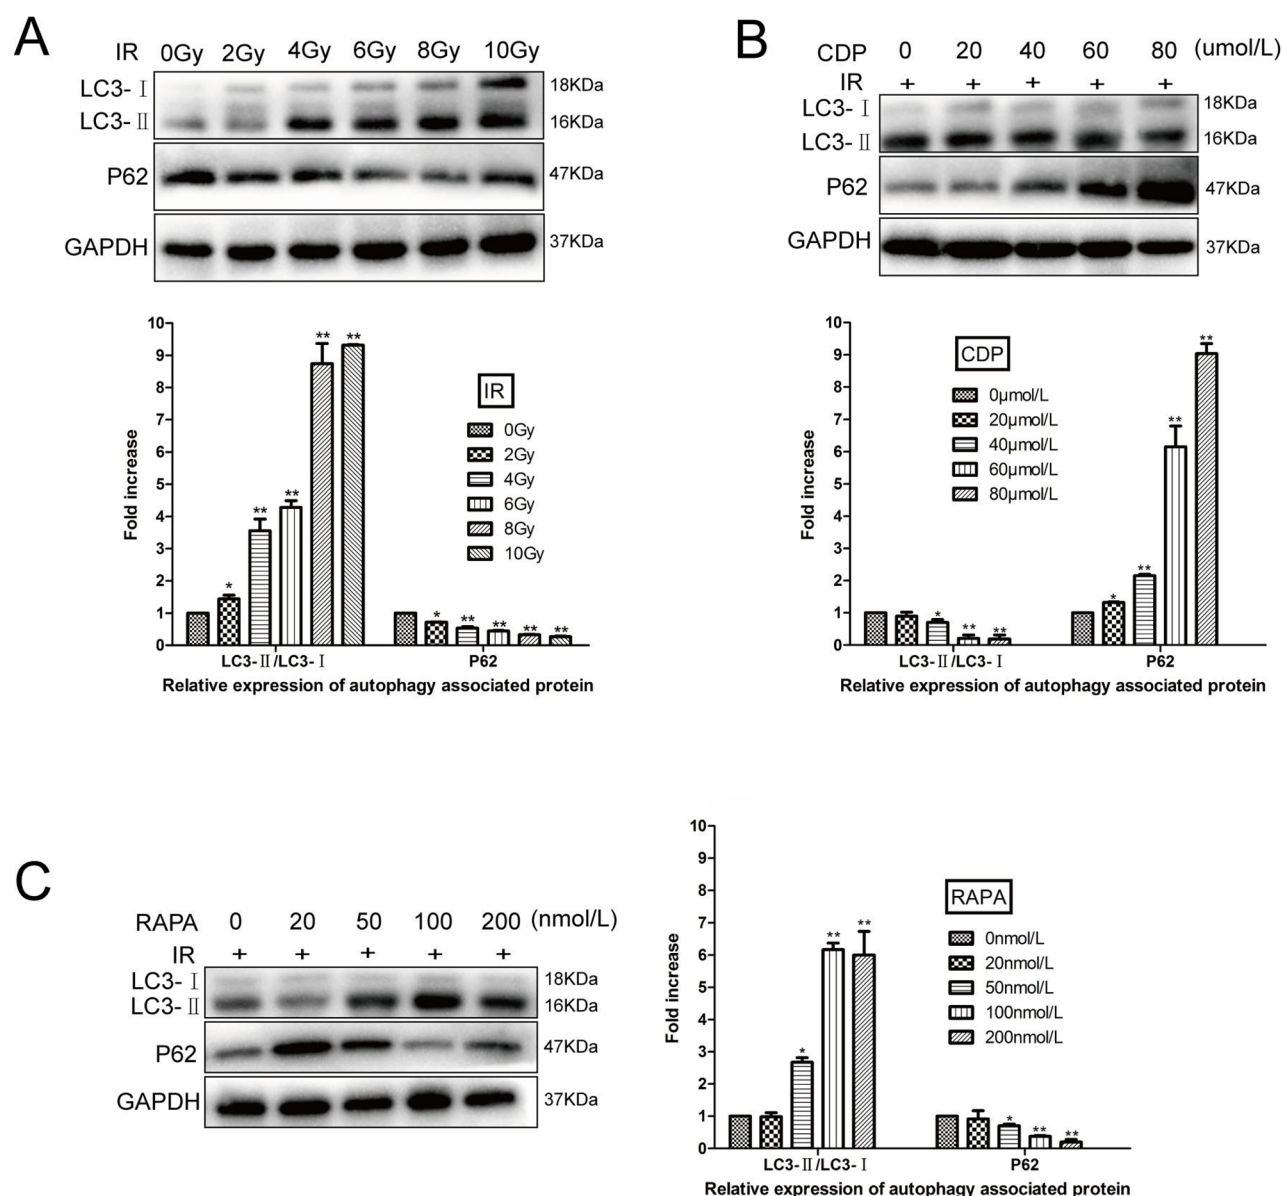 A
IR 0Gy 2Gy 4Gy 6Gy 8Gy 10Gy
LC3-Ⅰ 18KDa
LC3-Ⅱ 16KDa
P62 47KDa
GAPDH 37KDa
10
9
8
7
6
5
4
3
2
1
0
Fold increase
** **
**
**
*
* ** ** ** **
IR
0Gy
2Gy
4Gy
6Gy
8Gy
10Gy
LC3-Ⅱ/LC3-Ⅰ P62
Relative expression of autophagy associated protein
B
CDP 0 20 40 60 80 (umol/L)
IR + + + + +
LC3-Ⅰ 18KDa
LC3-Ⅱ 16KDa
P62 47KDa
GAPDH 37KDa
10
9
8
7
6
5
4
3
2
1
0
Fold increase
CDP
0µmol/L
20µmol/L
40µmol/L
60µmol/L
80µmol/L
* ** **
* ** ** **
LC3-Ⅱ/LC3-Ⅰ P62
Relative expression of autophagy associated protein
C
RAPA 0 20 50 100 200 (nmol/L)
IR + + + + +
LC3-Ⅰ 18KDa
LC3-Ⅱ 16KDa
P62 47KDa
GAPDH 37KDa
10
9
8
7
6
5
4
3
2
1
0
Fold increase
* ** **
* ** **
RAPA
0nmol/L
20nmol/L
50nmol/L
100nmol/L
200nmol/L
LC3-Ⅱ/LC3-Ⅰ P62
Relative expression of autophagy associated protein